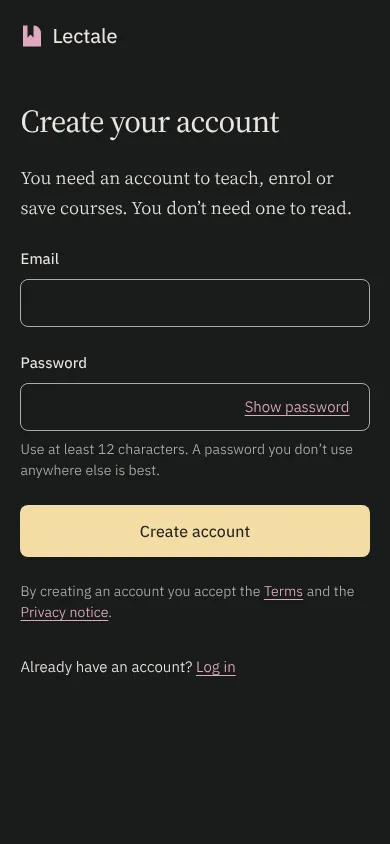 Lectale
Create your account
You need an account to teach, enrol or
save courses. You don’t need one to read.
Email
Password
Show password
Use at least 12 characters. A password you don’t use
anywhere else is best.
Create account
By creating an account you accept the Terms and the
Privacy notice.
Already have an account? Log in